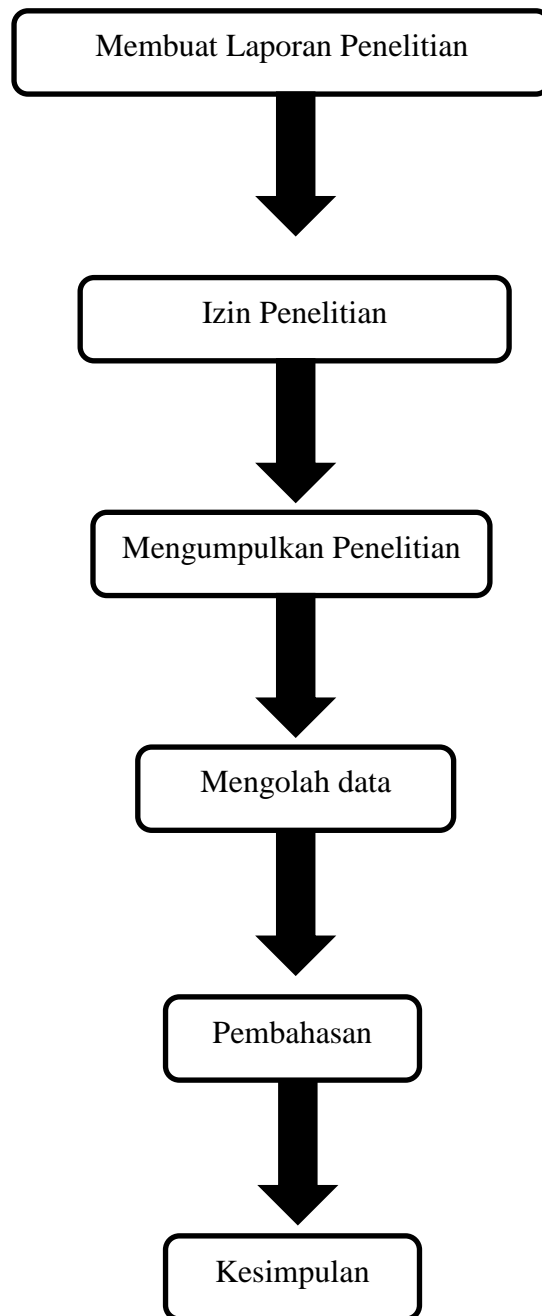 Membuat Laporan Penelitian
Izin Penelitian
Mengumpulkan Penelitian
Mengolah data
Pembahasan
Kesimpulan